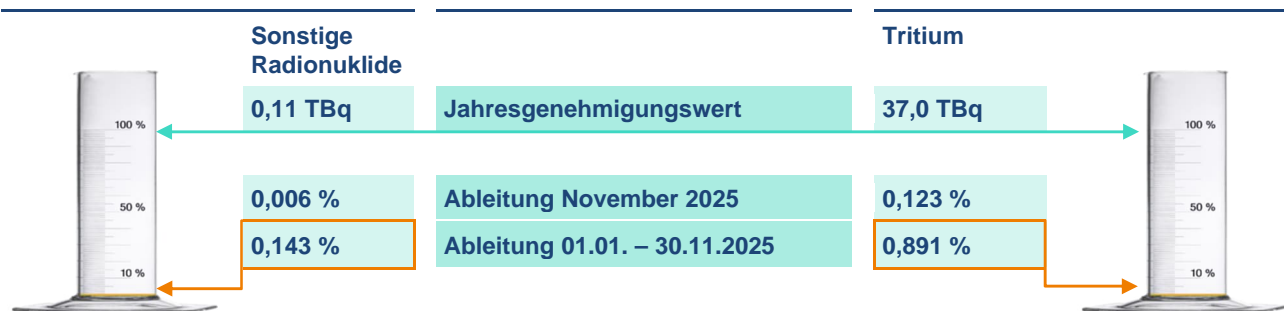 Sonstige
Radionuklide
Tritium
0,11 TBq
Jahresgenehmigungswert
37,0 TBq
100 %
100 %
0,006 %
Ableitung November 2025
0,123 %
50 %
50 %
0,143 %
Ableitung 01.01. – 30.11.2025
0,891 %
10 %
10 %